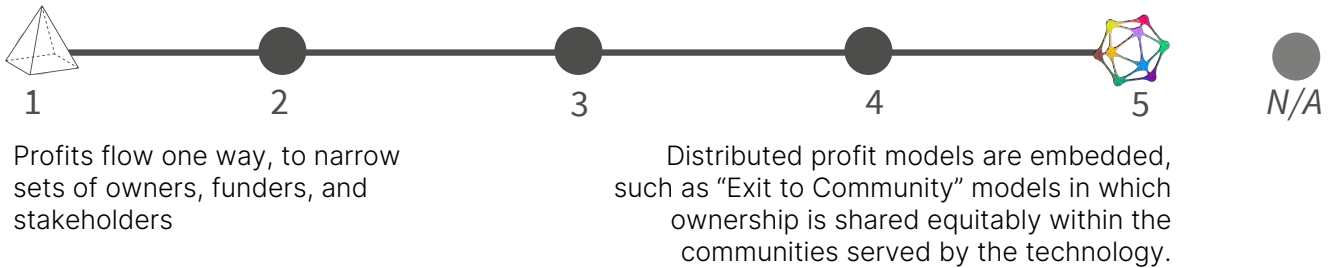 1
2
3
4
5
N/A
Profits flow one way, to narrow
sets of owners, funders, and
stakeholders
Distributed profit models are embedded,
such as “Exit to Community” models in which
ownership is shared equitably within the
communities served by the technology.